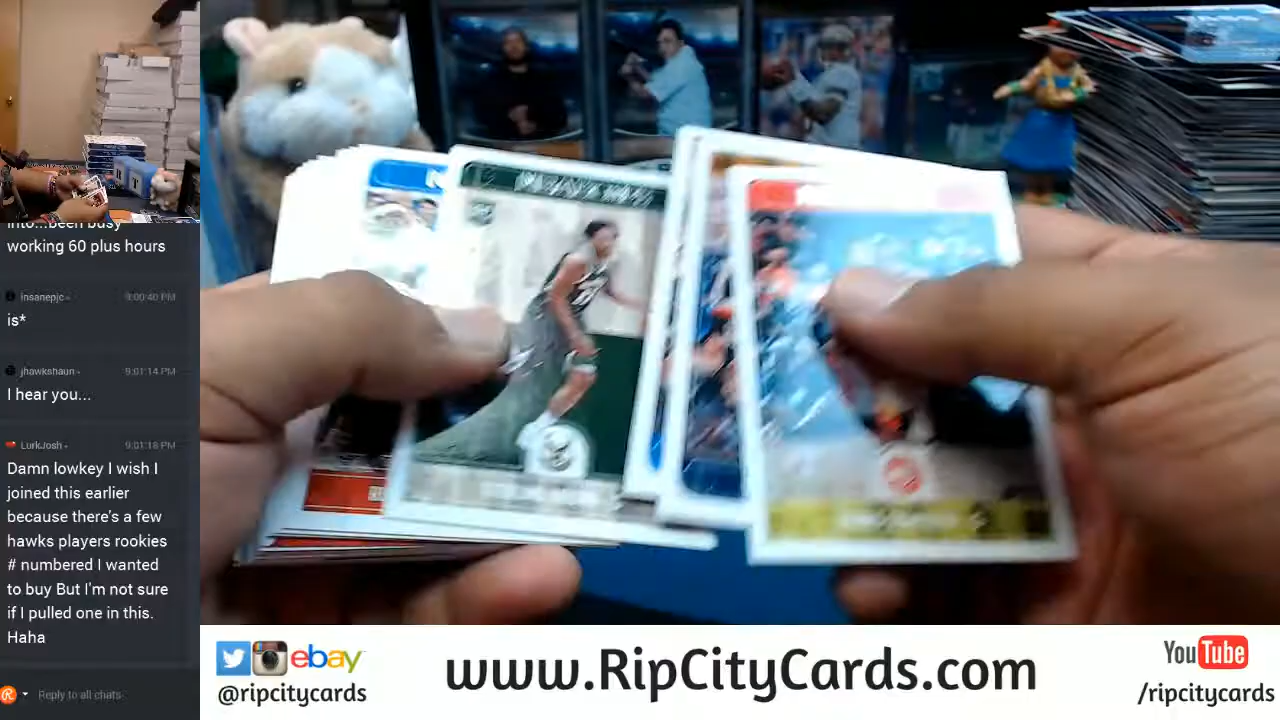 into...been busy
working 60 plus hours
insanepjc
9:00:40 PM
is*
jhawkshaun
9:01:14 PM
I hear you...
LurkJosh
9:01:18 PM
Damn lowkey I wish I
joined this earlier
because there's a few
hawks players rookies
# numbered I wanted
to buy But I'm not sure
if I pulled one in this.
Haha
Reply to all chats
ebay
@ripcitycards
www.RipCityCards.com
YouTube
/ripcitycards